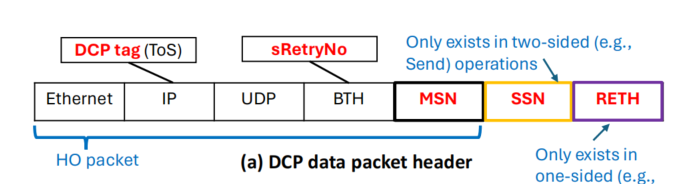 DCP tag (ToS)
sRetryNo
Only exists in two-sided (e.g.,
Send) operations
Ethernet
IP
UDP
BTH
MSN
SSN
RETH
HO packet
(a) DCP data packet header
Only exists in
one-sided (e.g.,